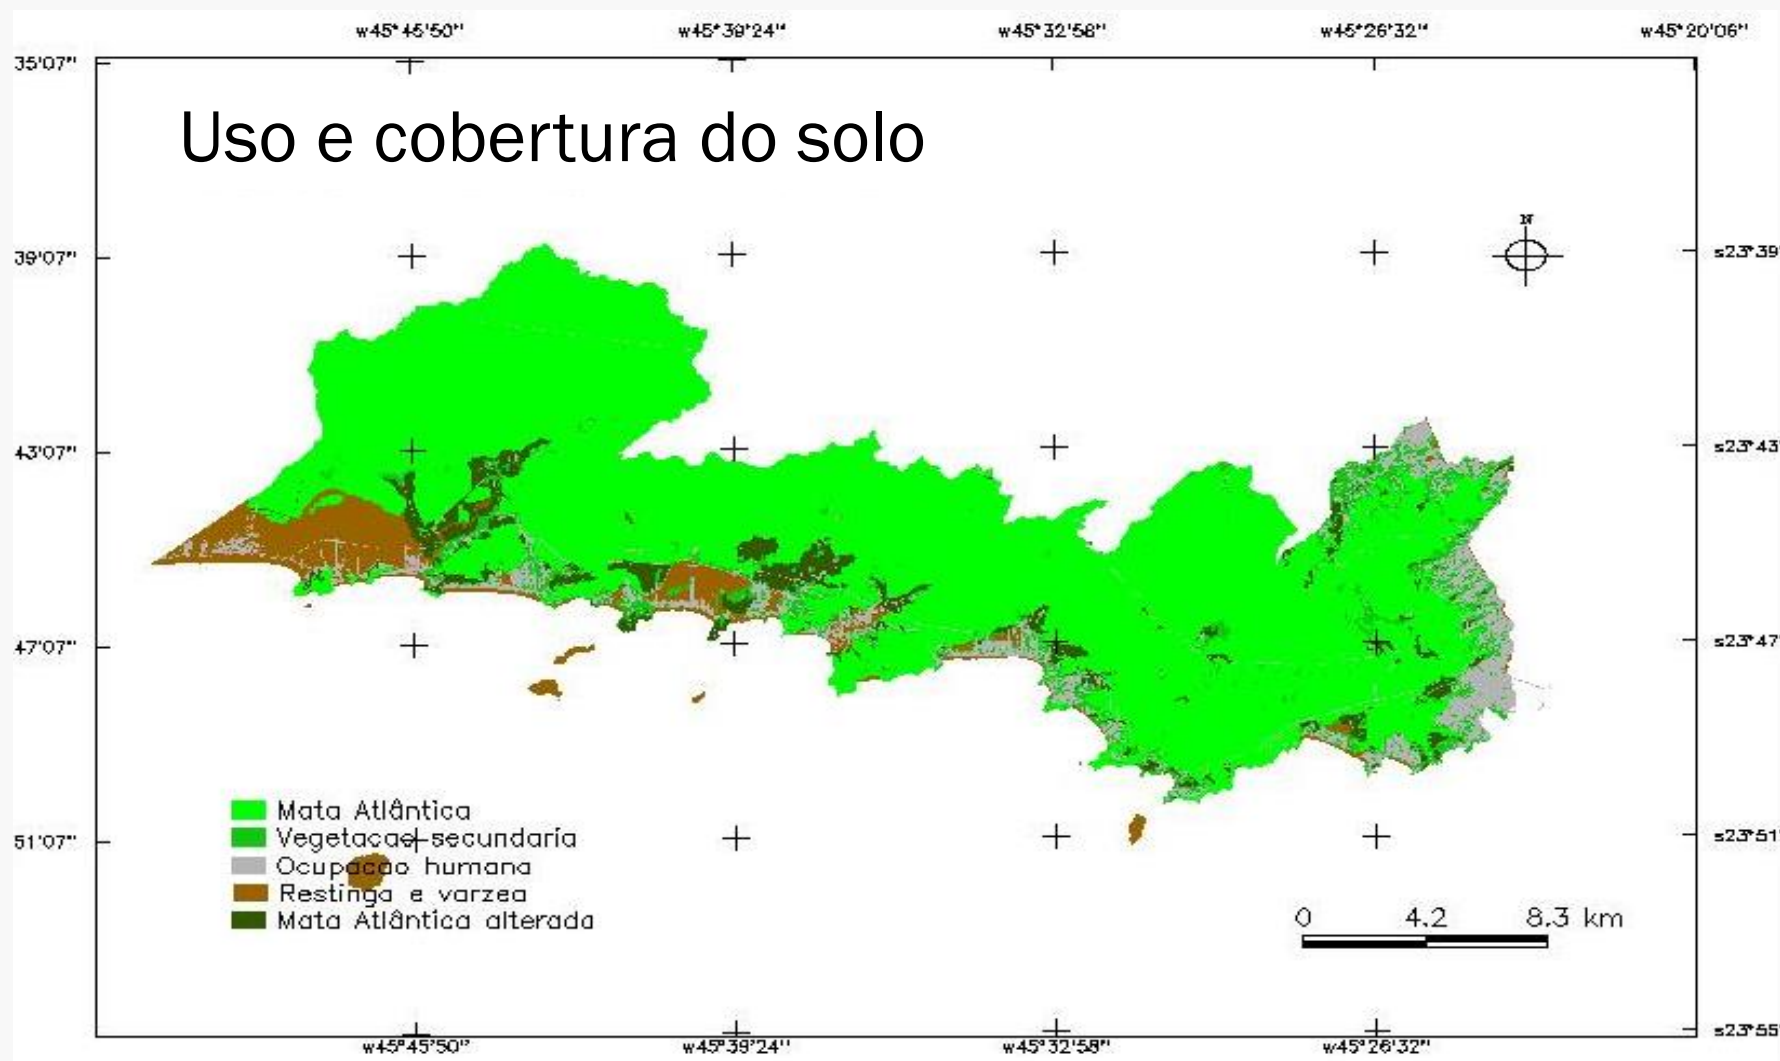 w45°45'50" w45°39'24" w45°32'58" w45°26'32" w45°20'06"
35'07"
Uso e cobertura do solo
N
39'07" s23°39'
43'07" s23°43'
47'07" s23°47'
Mata Atlântica
Vegetacao secundaria
51'07" s23°51'
Ocupacao humana
Restinga e varzea
Mata Atlântica alterada
0 4.2 8.3 km
s23°55'
w45°45'50" w45°39'24" w45°32'58" w45°26'32"